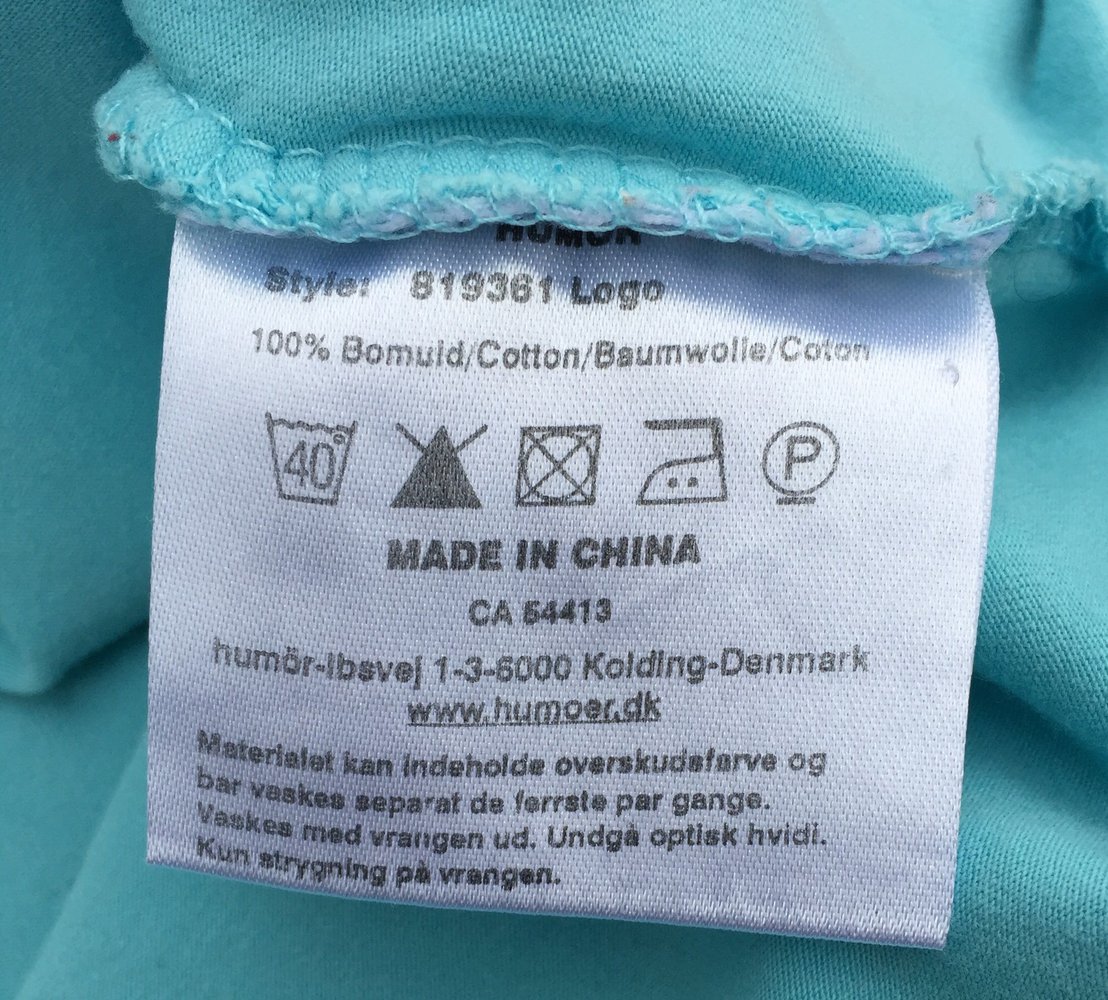 HUMÖR
Style: 819361 Logo
100% Bomuld/Cotton/Baumwolle/Coton
40°
P
MADE IN CHINA
CA 54413
humör-Ibsvej 1-3-6000 Kolding-Denmark
www.humoer.dk
Materialet kan indeholde overskudsfarve og
bør vaskes separat de førrste par gange.
Vaskes med vrangen ud. Undgå optisk hvidt.
Kun strygning på vrangen.